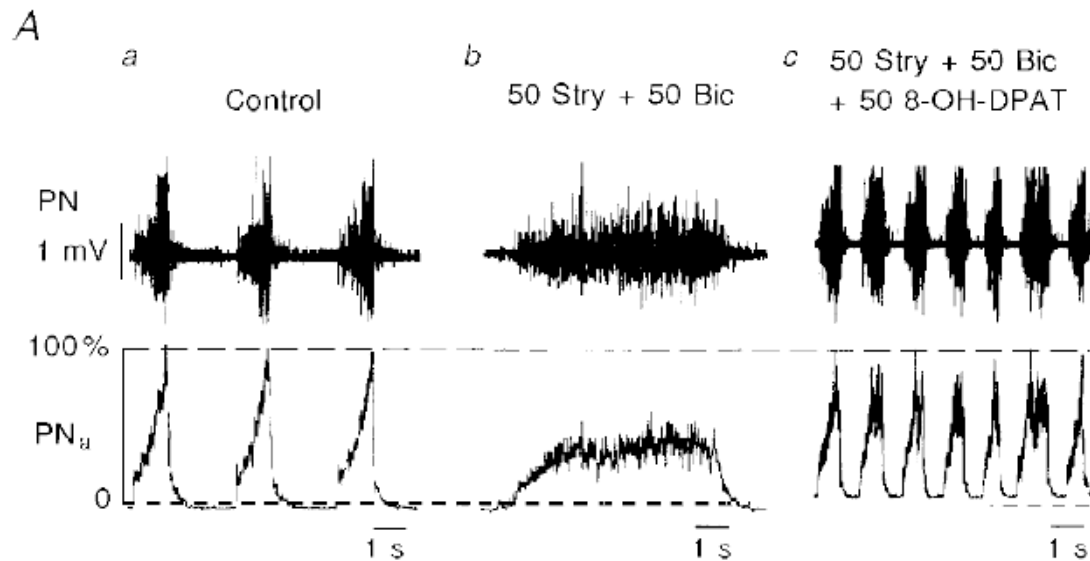 A
a
Control
b
50 Stry + 50 Bic
c
50 Stry + 50 Bic
+ 50 8-OH-DPAT
PN
1 mV
100%
PNa
0
1 s
1 s
1 s